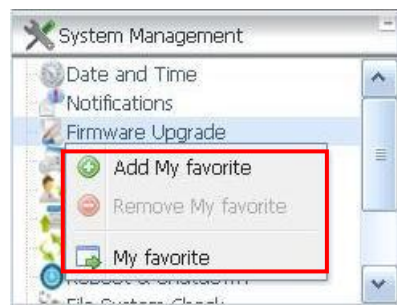 System Management
Date and Time
Notifications
Firmware Upgrade
Add My favorite
Remove My favorite
My favorite